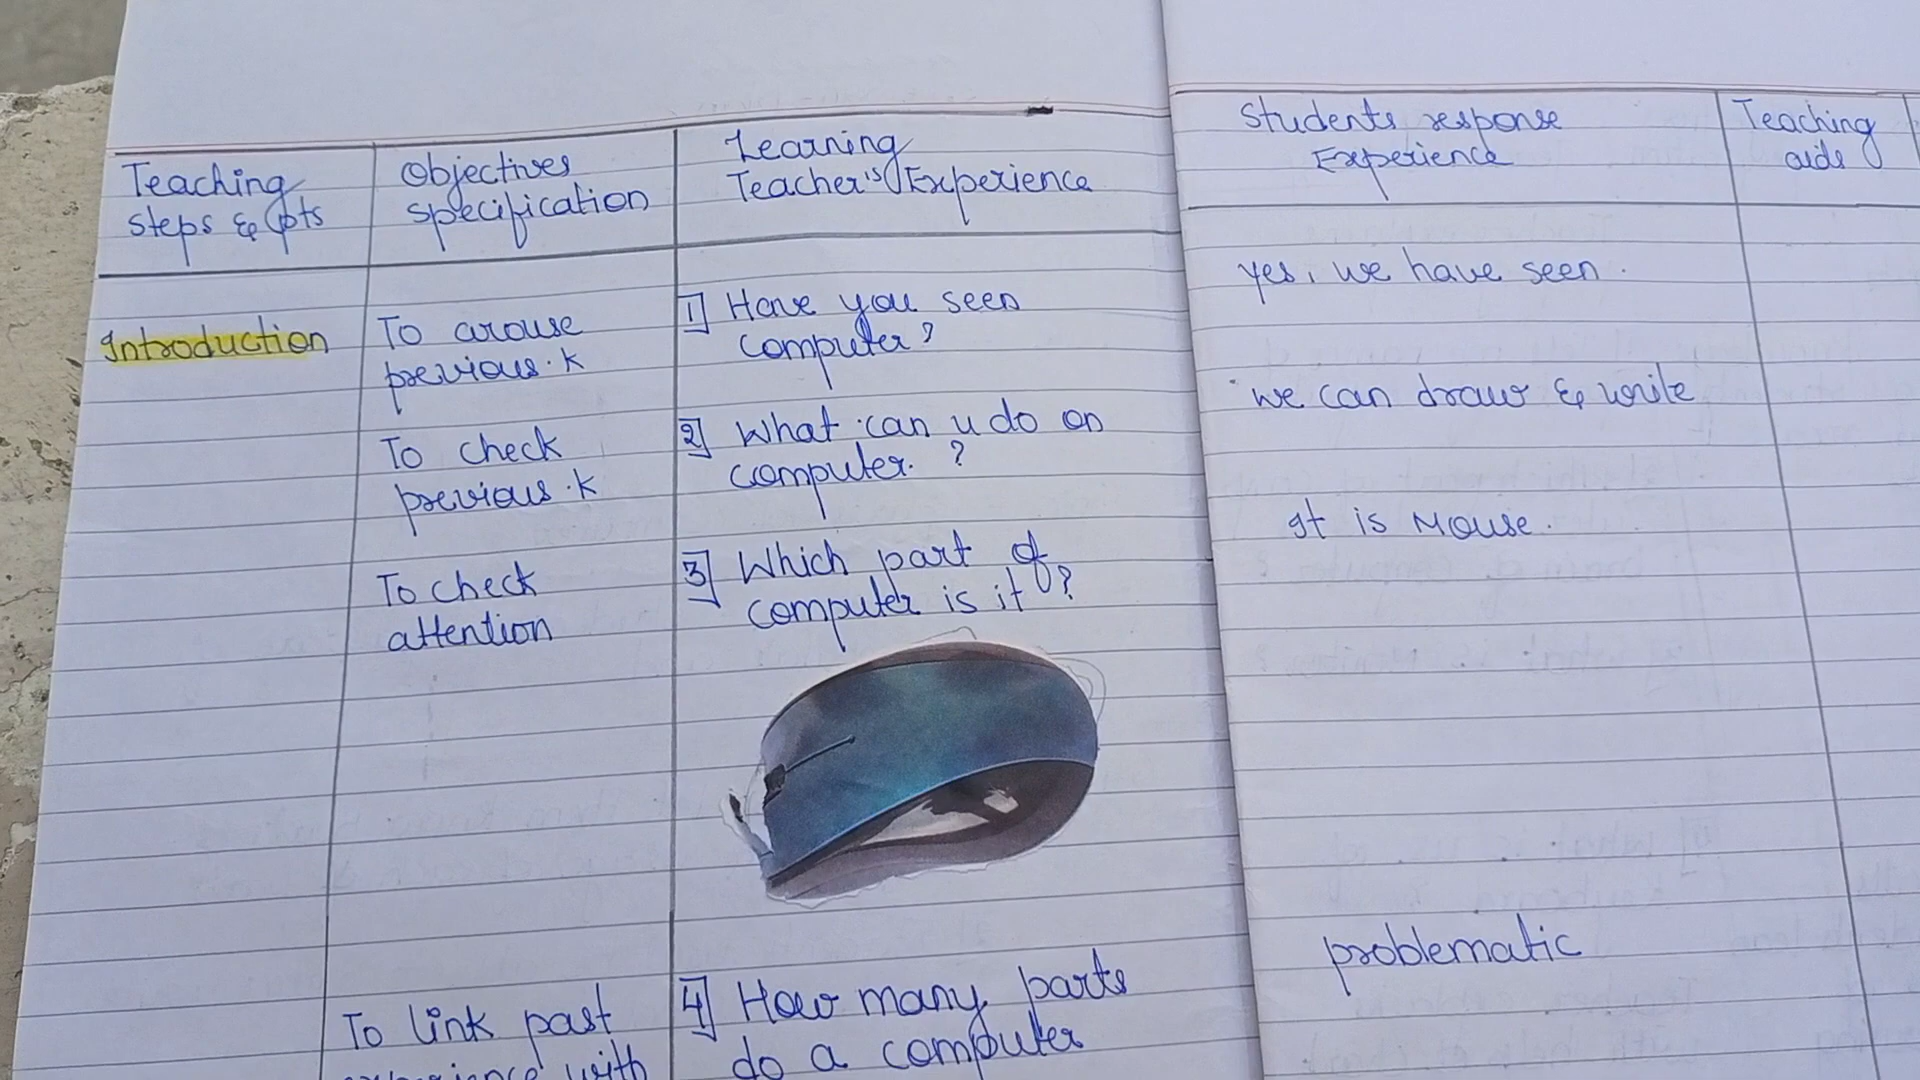 Teaching
steps & pts
Objectives
specification
Learning
Teacher's Experience
Students response
Experience
Teaching
aids
Introduction
To arouse
previous.k
1] Have you seen
computer?
yes, we have seen.
To check
previous.k
2] What can u do on
computer.?
we can draw & write
To check
attention
3] Which part of
computer is it?
It is Mouse.
To link past
experience with
4] How many parts
do a computer
problematic